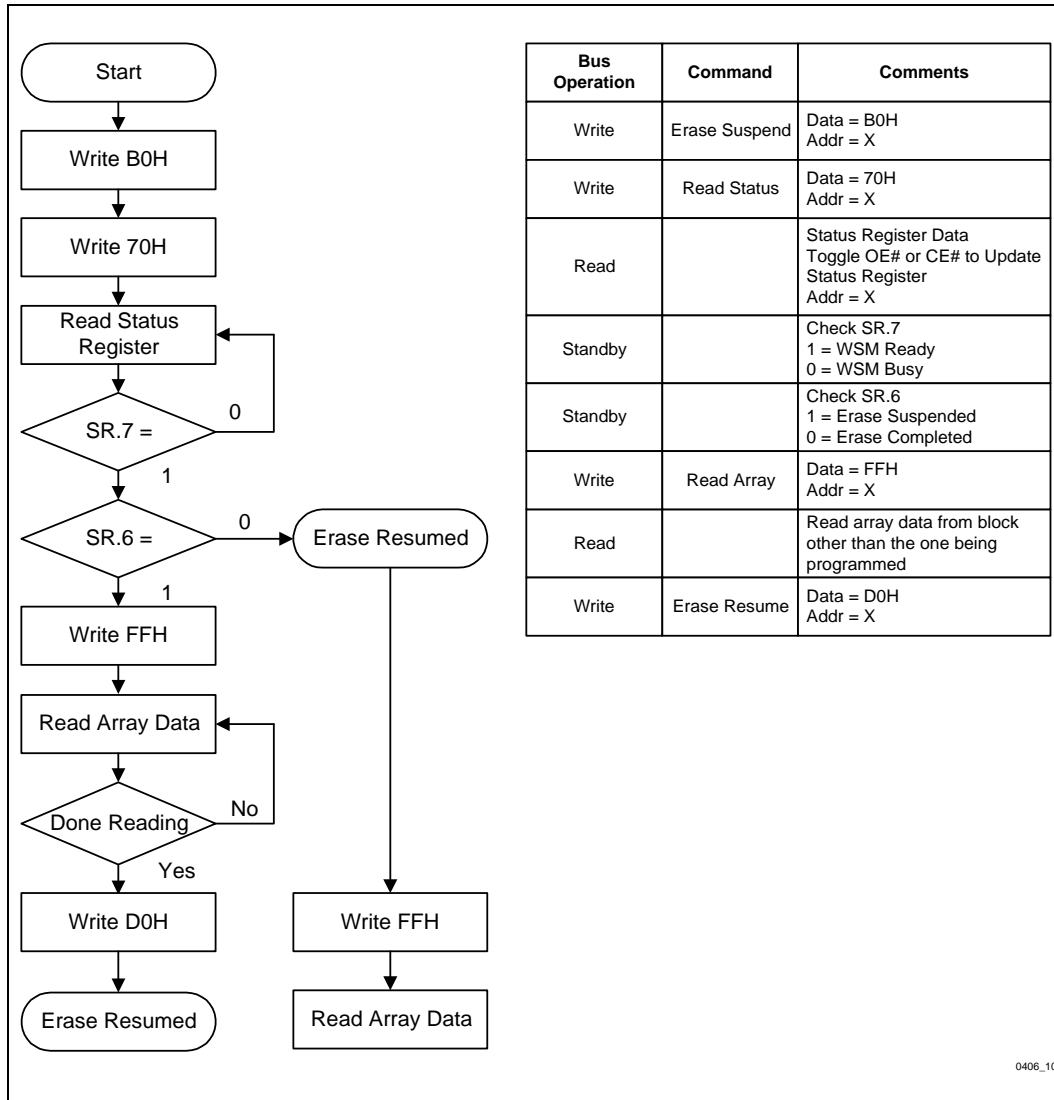 Start
Write B0H
Write 70H
Read Status
Register
SR.7 =
0
1
SR.6 =
0
Erase Resumed
1
Write FFH
Read Array Data
Done Reading
No
Yes
Write D0H
Write FFH
Erase Resumed
Read Array Data
Bus
Operation
Command
Comments
Write
Erase Suspend
Data = B0H
Addr = X
Write
Read Status
Data = 70H
Addr = X
Read
Status Register Data
Toggle OE# or CE# to Update
Status Register
Addr = X
Standby
Check SR.7
1 = WSM Ready
0 = WSM Busy
Standby
Check SR.6
1 = Erase Suspended
0 = Erase Completed
Write
Read Array
Data = FFH
Addr = X
Read
Read array data from block
other than the one being
programmed
Write
Erase Resume
Data = D0H
Addr = X
0406_10